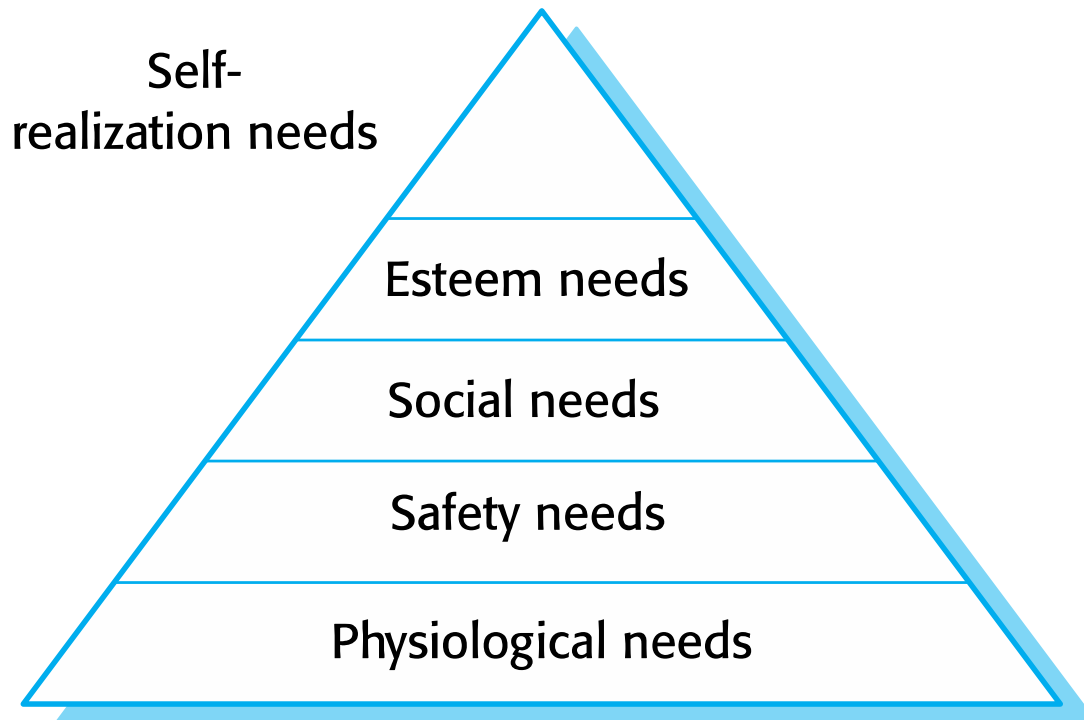 Self-
realization needs
Esteem needs
Social needs
Safety needs
Physiological needs